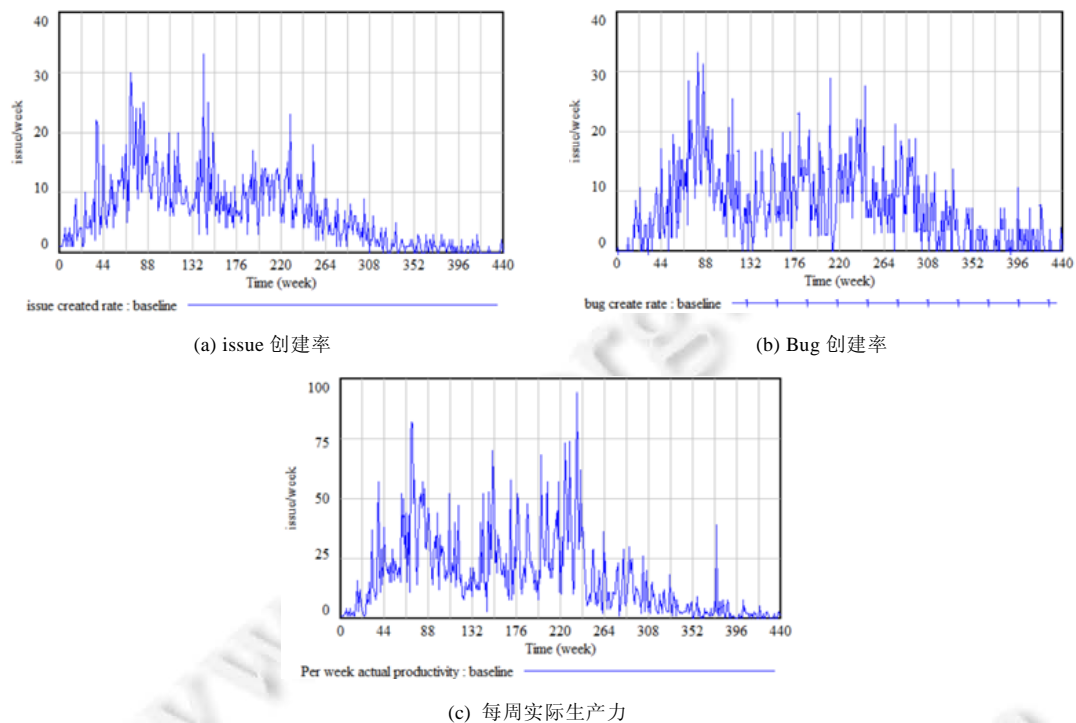 40
30
20
10
0
issue/week
0 44 88 132 176 220 264 308 352 396 440
Time (week)
issue created rate : baseline
(a) issue 创建率
40
30
20
10
0
issue/week
0 44 88 132 176 220 264 308 352 396 440
Time (week)
bug create rate : baseline
(b) Bug 创建率
100
75
50
25
0
issue/week
0 44 88 132 176 220 264 308 352 396 440
Time (week)
Per week actual productivity : baseline
(c) 每周实际生产力